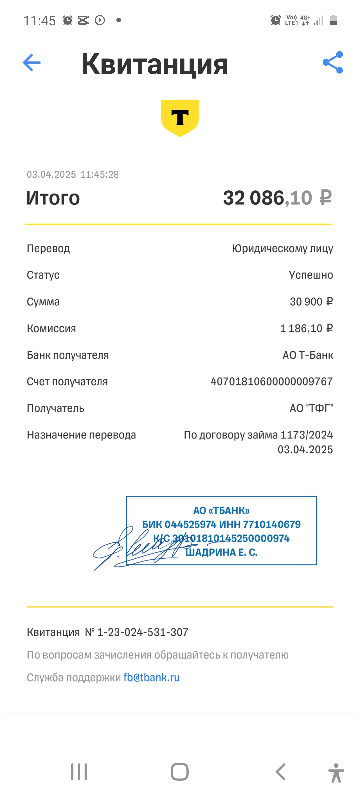 11:45
Квитанция
Т
03.04.2025 11:45:28
Итого 32 086,10 ₽
Перевод Юридическому лицу
Статус Успешно
Сумма 30 900 ₽
Комиссия 1 186,10 ₽
Банк получателя АО Т-Банк
Счет получателя 40701810600000009767
Получатель АО "ТФГ"
Назначение перевода По договору займа 1173/2024
03.04.2025
АО «ТБАНК»
БИК 044525974 ИНН 7710140679
К/С 30101810145250000974
ШАДРИНА Е. С.
Квитанция № 1-23-024-531-307
По вопросам зачисления обращайтесь к получателю
Служба поддержки fb@tbank.ru